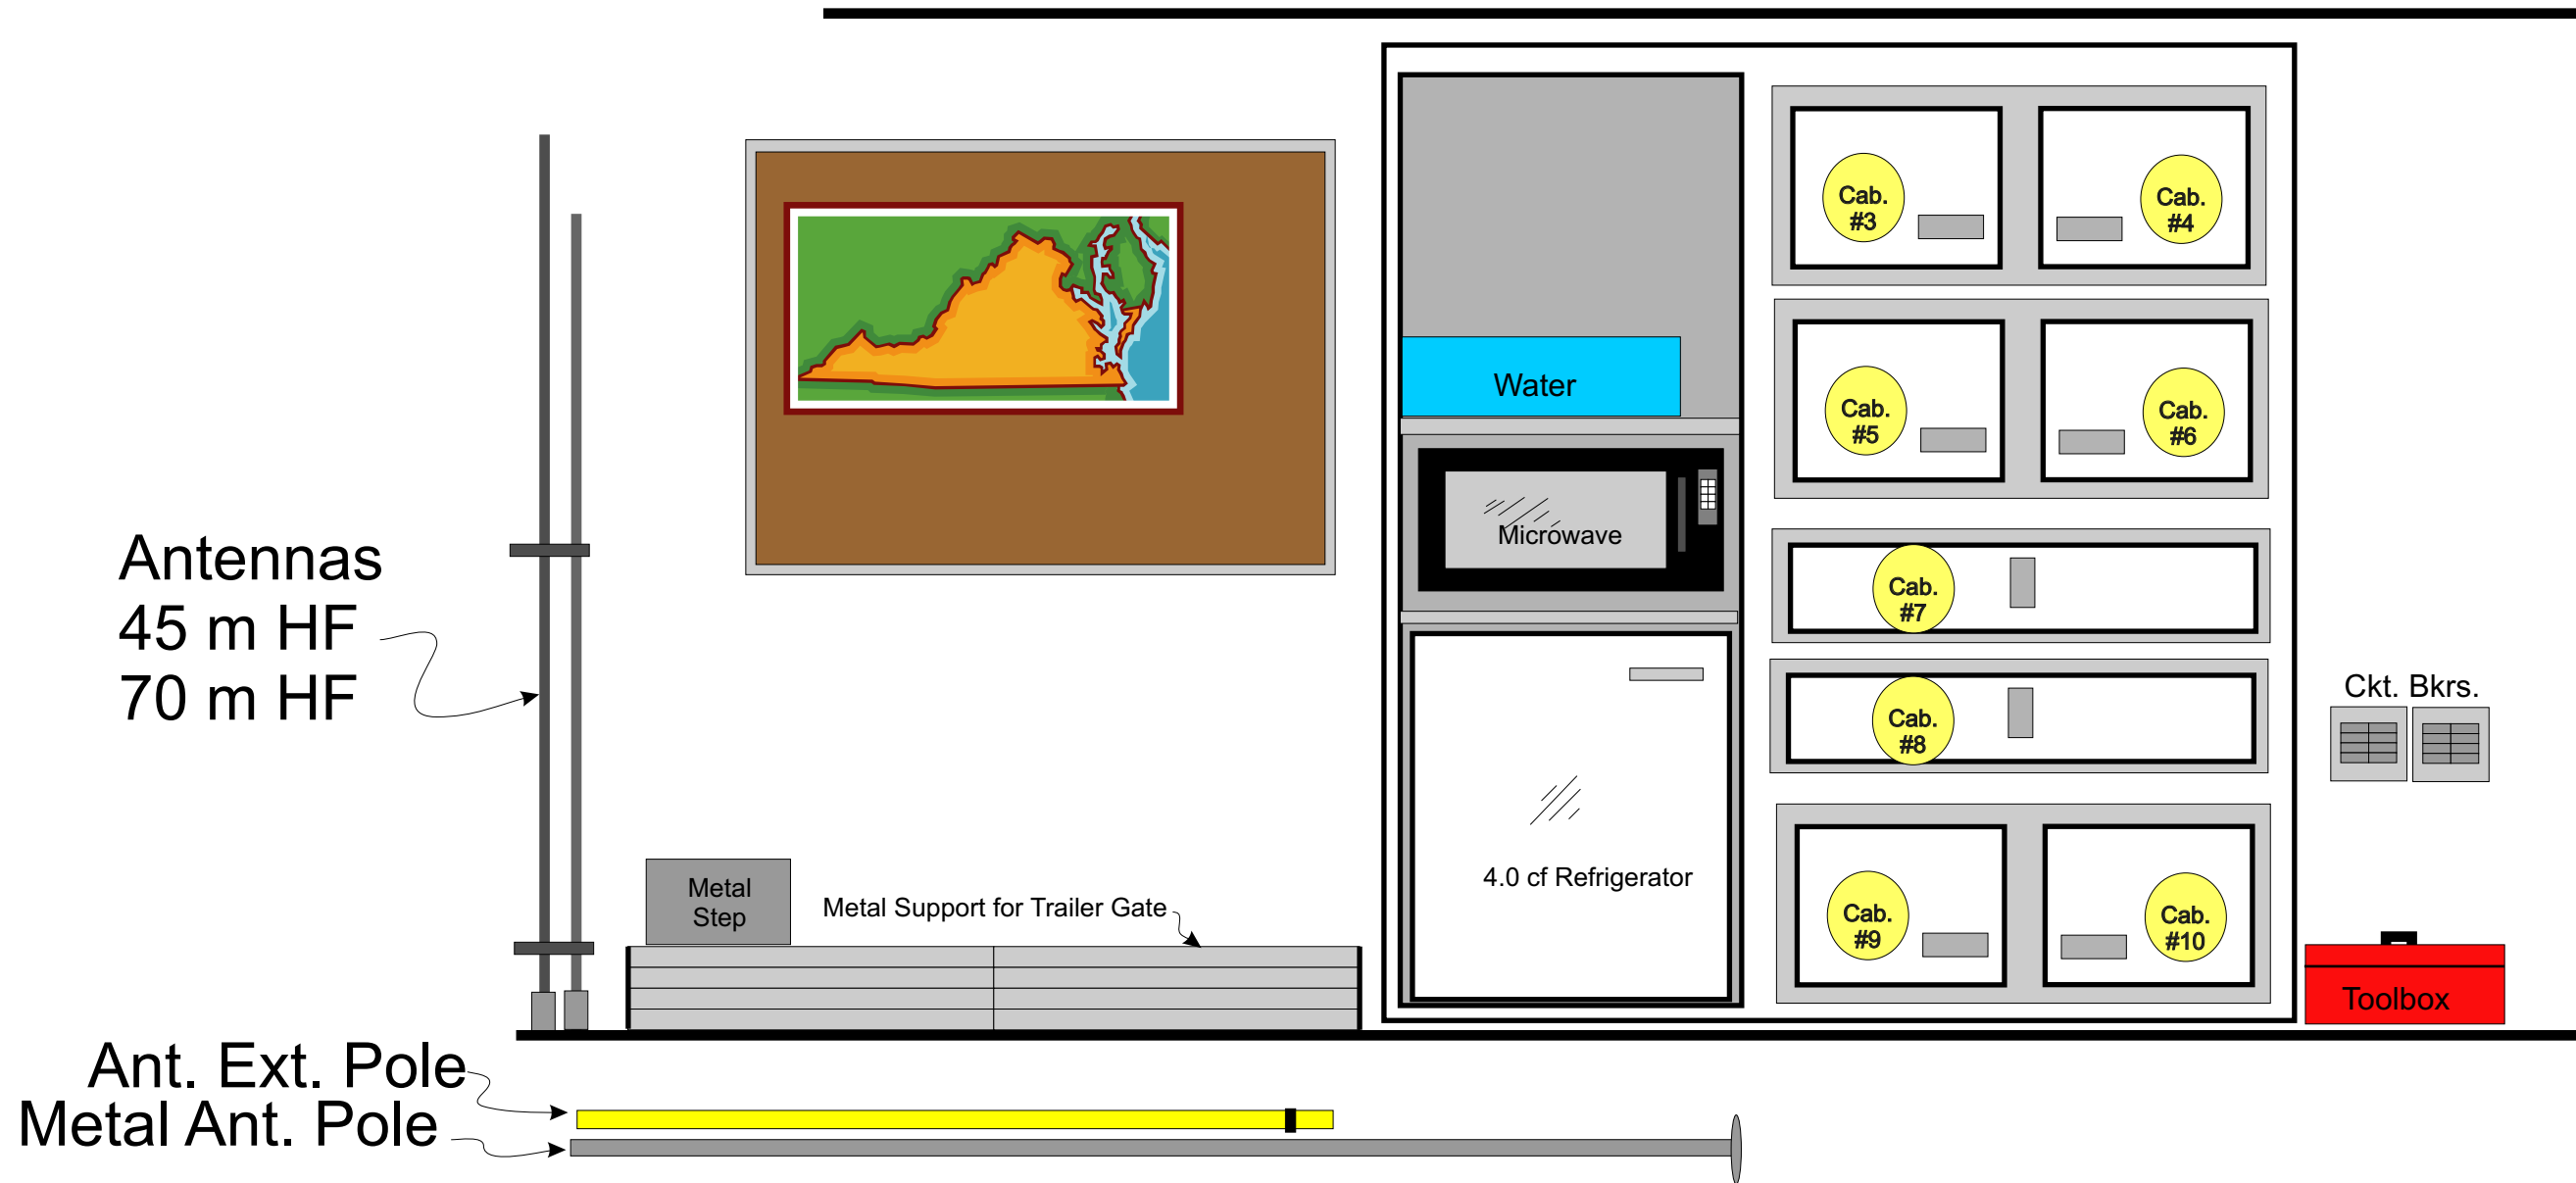 Cab.
#3
Cab.
#4
Water
Cab.
#5
Cab.
#6
Microwave
Antennas
45 m HF
70 m HF
Cab.
#7
Cab.
#8
Ckt. Bkrs.
Metal
Step
Metal Support for Trailer Gate
4.0 cf Refrigerator
Cab.
#9
Cab.
#10
Toolbox
Ant. Ext. Pole
Metal Ant. Pole